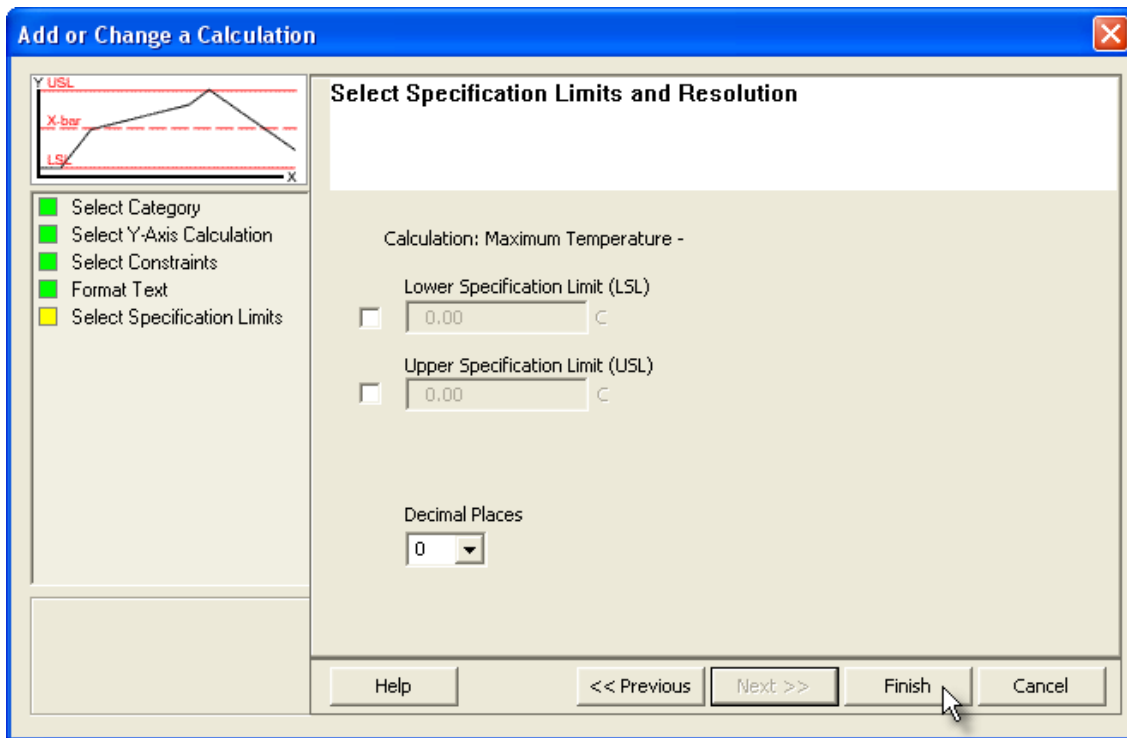 Add or Change a Calculation
Y USL
X-bar
LSL
X
Select Category
Select Y-Axis Calculation
Select Constraints
Format Text
Select Specification Limits
Select Specification Limits and Resolution
Calculation: Maximum Temperature -
Lower Specification Limit (LSL)
0.00 C
Upper Specification Limit (USL)
0.00 C
Decimal Places
0
Help << Previous Next >> Finish Cancel